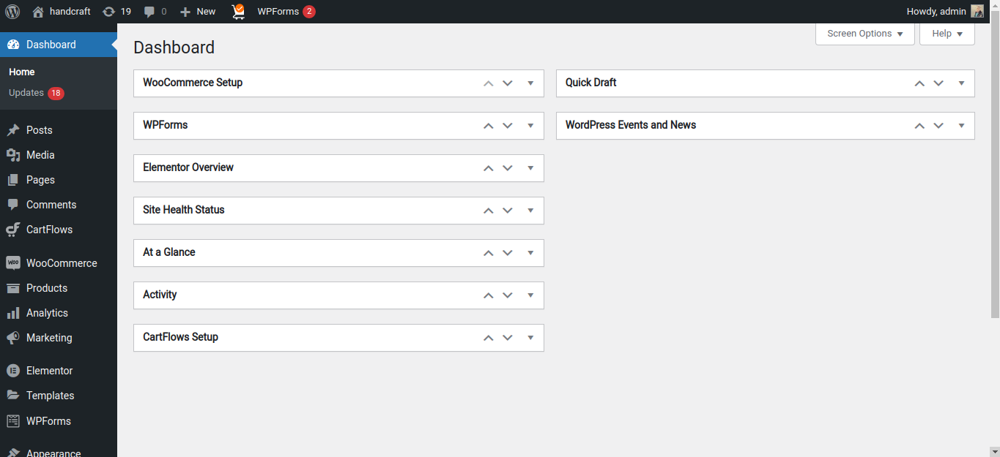 handcraft 19 0 New WPForms 2 Howdy, admin
Dashboard
Home
Updates 18
Posts
Media
Pages
Comments
CartFlows
WOO WooCommerce
Products
Analytics
Marketing
Elementor
Templates
WPForms
Appearance
Screen Options Help
Dashboard
WooCommerce Setup
WPForms
Elementor Overview
Site Health Status
At a Glance
Activity
CartFlows Setup
Quick Draft
WordPress Events and News